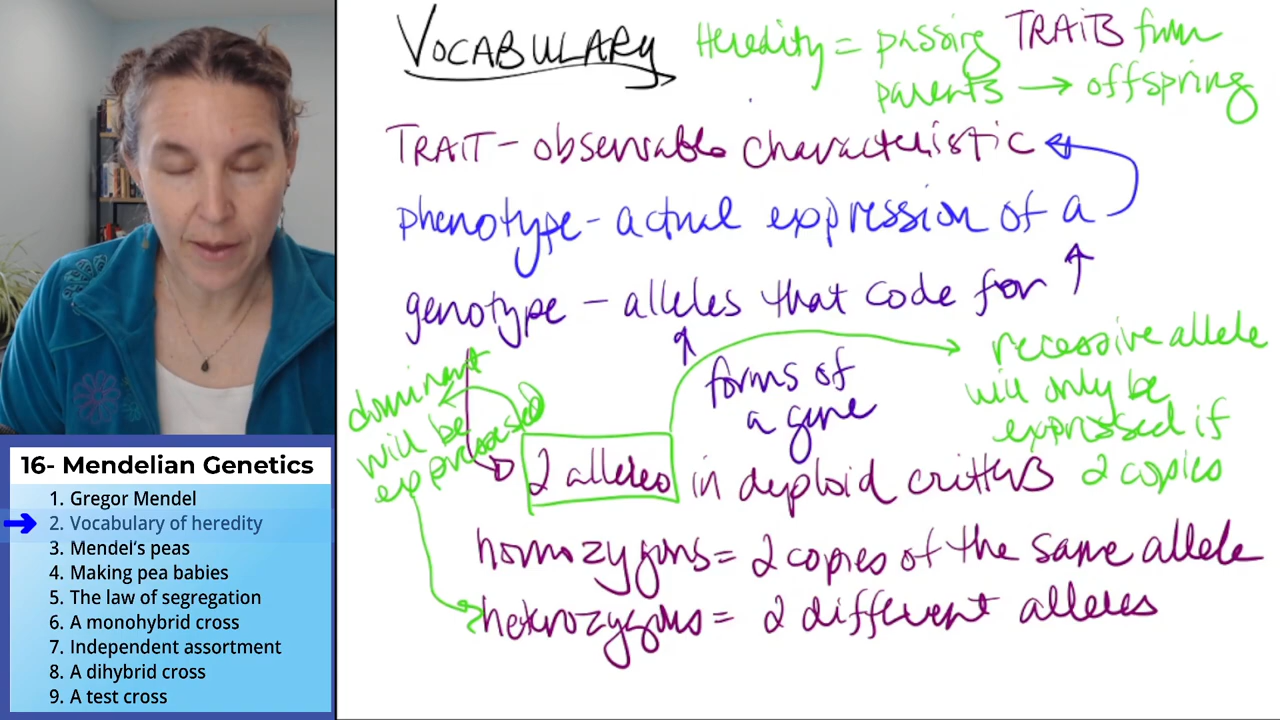 VOCABULARY
Heredity = passing TRAITS from
parents → offspring
TRAIT - observable characteristic
phenotype - actual expression of a
genotype - alleles that code for
forms of
a gene
recessive allele
will only be
expressed if
2 copies
dominant
will be
expressed
2 alleles in diploid critters
homozygous = 2 copies of the same allele
heterozygous = 2 different alleles
16- Mendelian Genetics
1. Gregor Mendel
2. Vocabulary of heredity
3. Mendel's peas
4. Making pea babies
5. The law of segregation
6. A monohybrid cross
7. Independent assortment
8. A dihybrid cross
9. A test cross